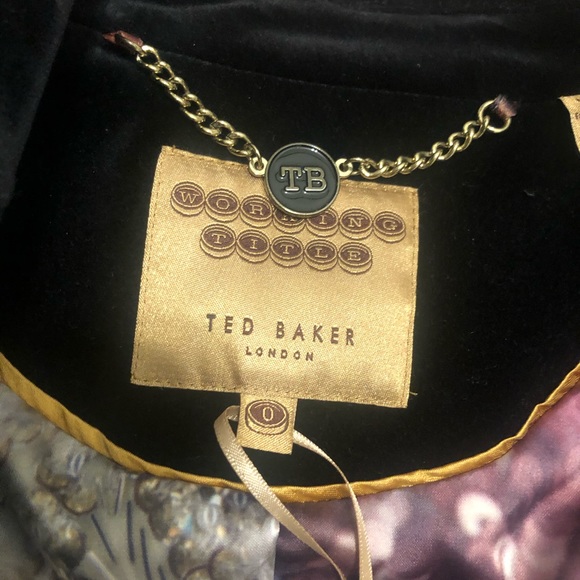 TB
WORKING
TITLE
TED BAKER
LONDON
0